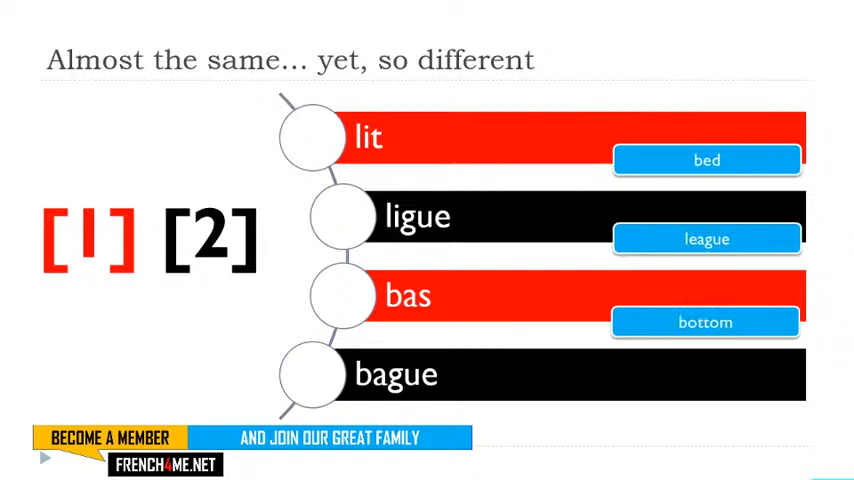 Almost the same... yet, so different
[1] [2]
lit
bed
ligue
league
bas
bottom
bague
BECOME A MEMBER
AND JOIN OUR GREAT FAMILY
FRENCH4ME.NET